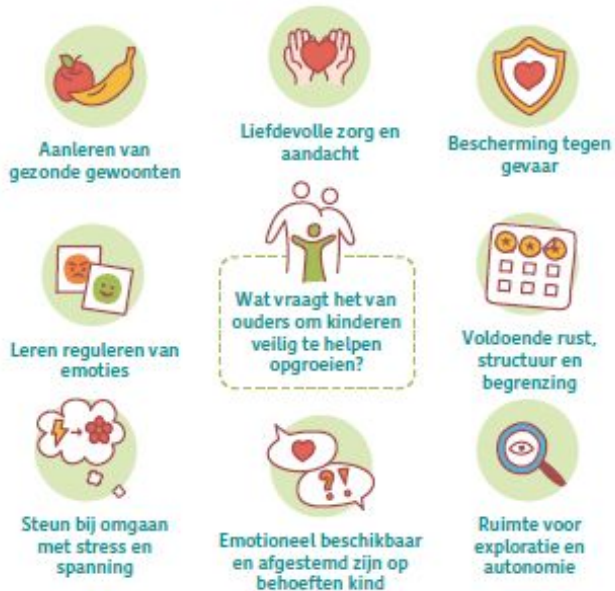 Aanleren van
gezonde gewoonten
Liefdevolle zorg en
aandacht
Bescherming tegen
gevaar
Leren reguleren van
emoties
Wat vraagt het van
ouders om kinderen
veilig te helpen
opgroeien?
Voldoende rust,
structuur en
begrenzing
Steun bij omgaan
met stress en
spanning
?!
Emotioneel beschikbaar
en afgestemd zijn op
behoeften kind
Ruimte voor
exploratie en
autonomie